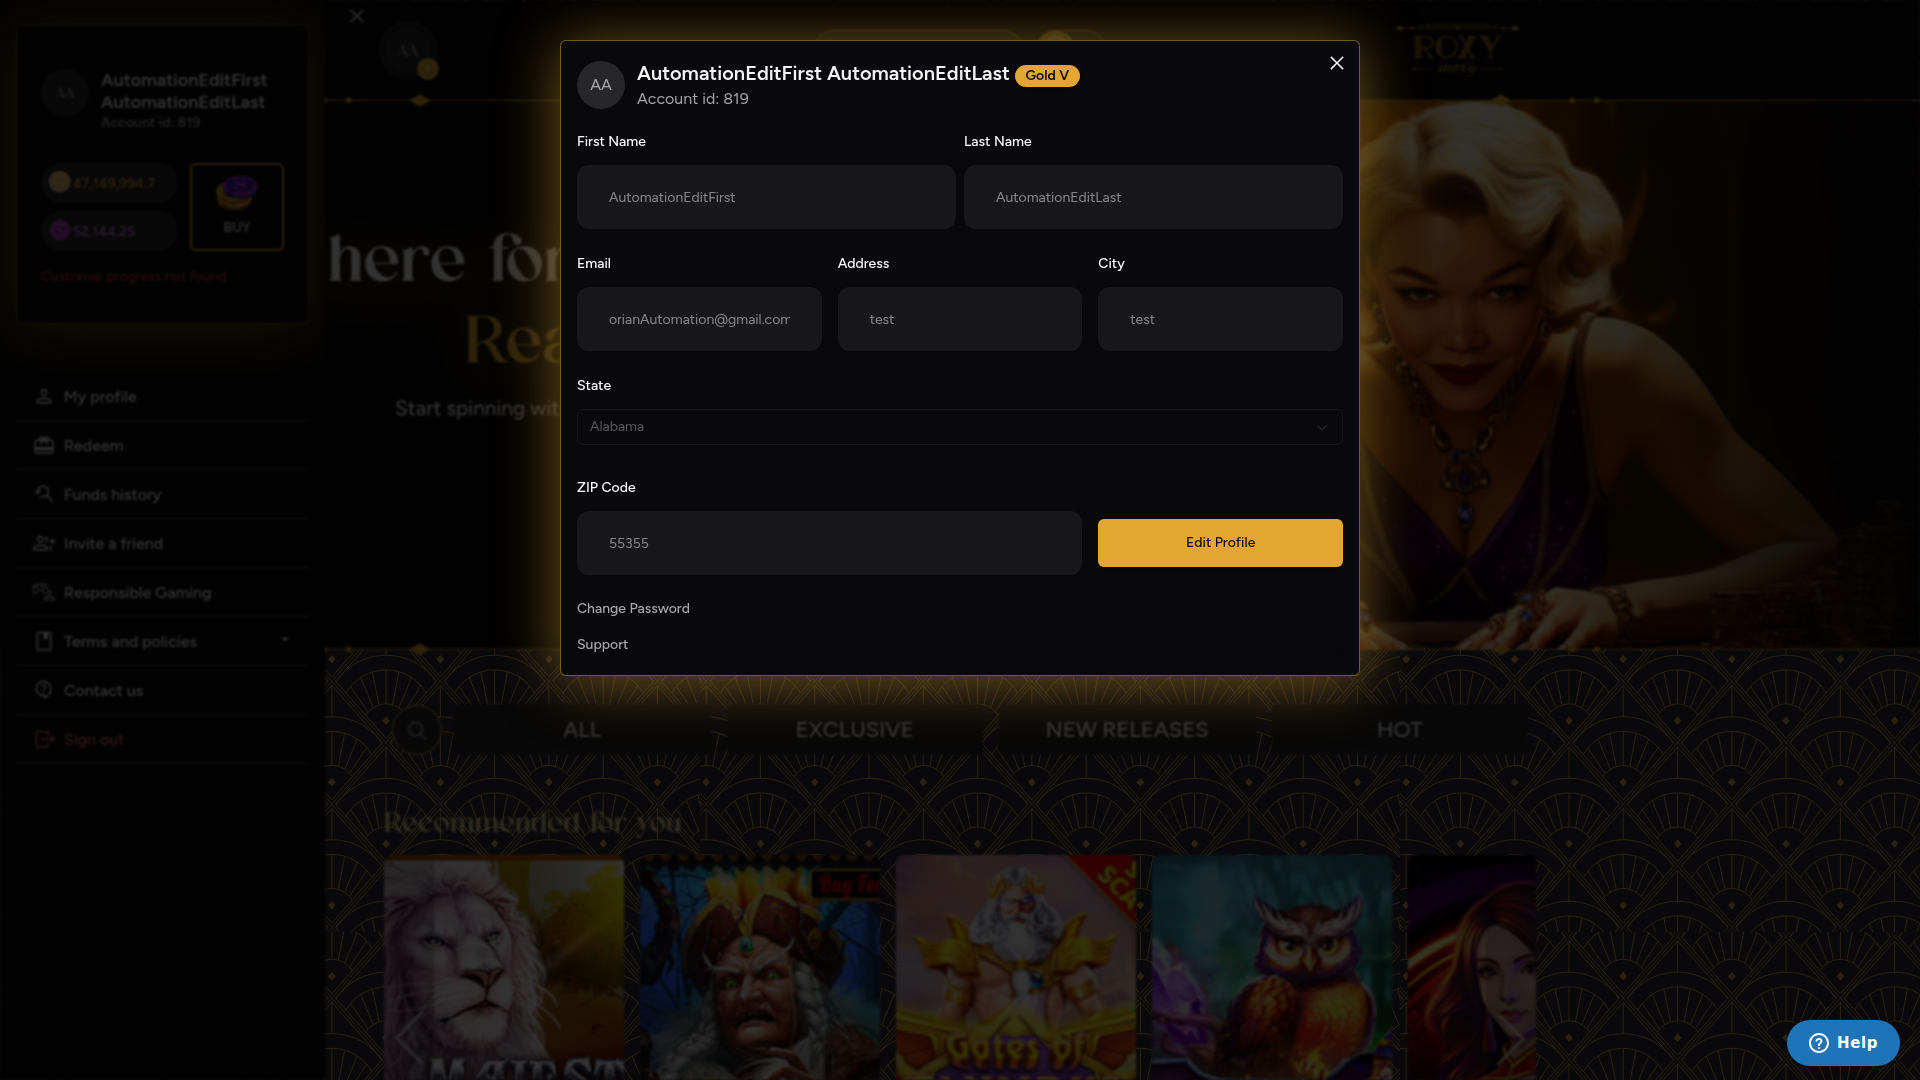 AA
AutomationEditFirst
AutomationEditLast
Account id: 819
47,149,994.7
52,144.25
BUY
Customer progress not found
My profile
Redeem
Funds history
Invite a friend
Responsible Gaming
Terms and policies
Contact us
Sign out
AA
ROXY
moxy
here for
Rea
Start spinning wit
AA
AutomationEditFirst AutomationEditLast Gold V
Account id: 819
First Name
Last Name
AutomationEditFirst
AutomationEditLast
Email
Address
City
orianAutomation@gmail.com
test
test
State
Alabama
ZIP Code
55355
Edit Profile
Change Password
Support
ALL
EXCLUSIVE
NEW RELEASES
HOT
Recommended for you
Gates of
Help